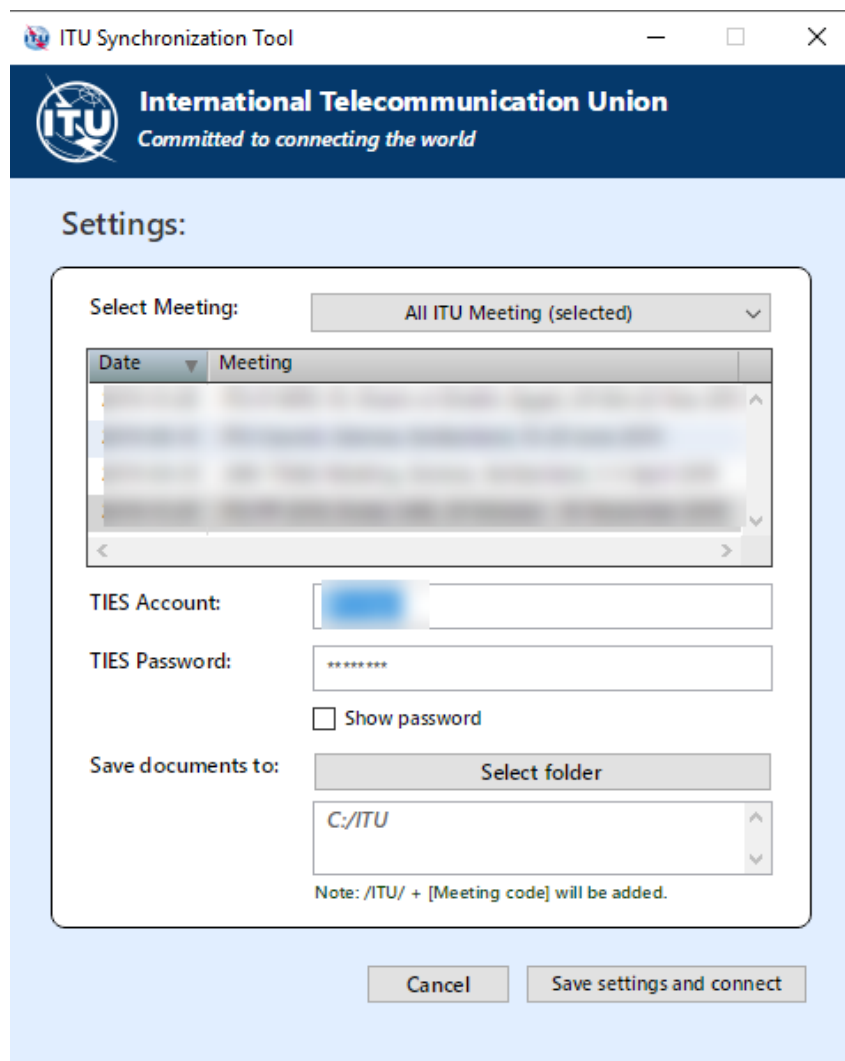 ITU Synchronization Tool
ITU
International Telecommunication Union
Committed to connecting the world
Settings:
Select Meeting:
All ITU Meeting (selected)
Date
Meeting
TIES Account:
TIES Password:
********
Show password
Save documents to:
Select folder
C:/ITU
Note: /ITU/ + [Meeting code] will be added.
Cancel
Save settings and connect